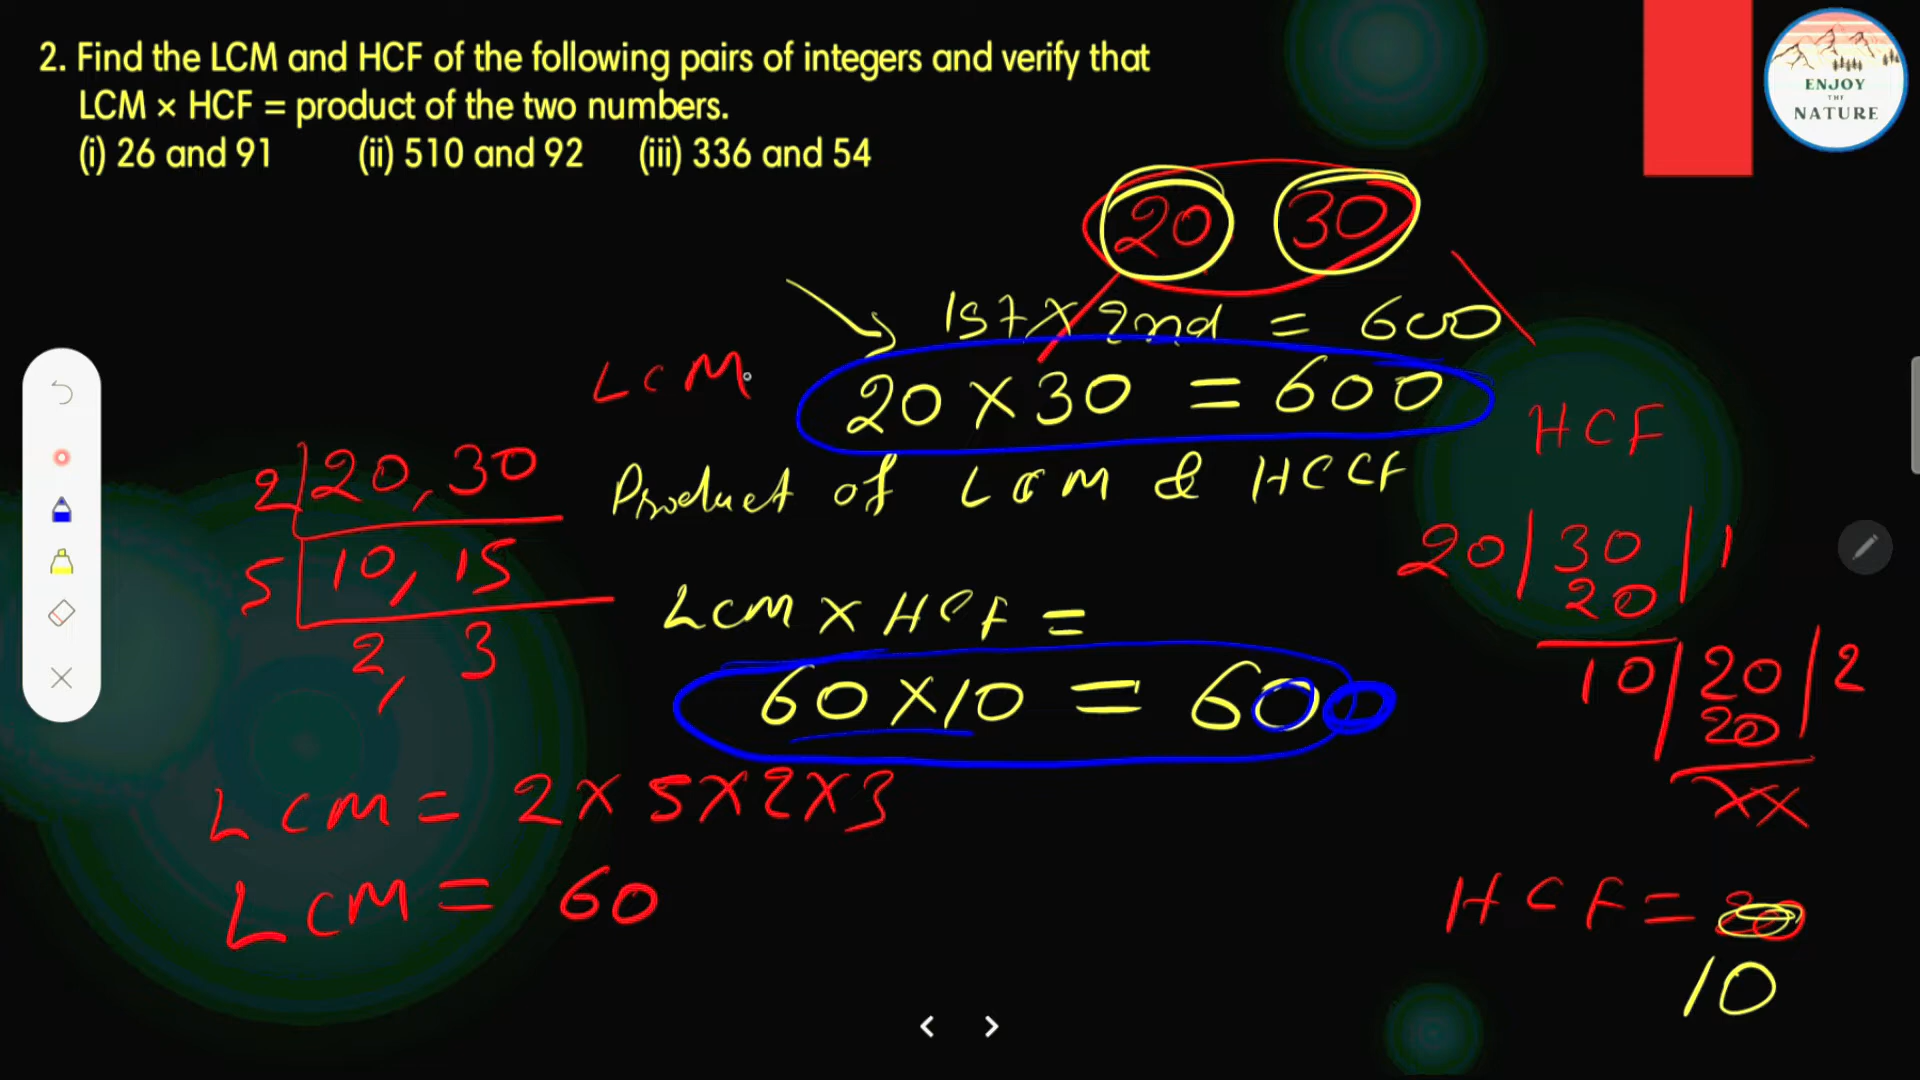 2. Find the LCM and HCF of the following pairs of integers and verify that
LCM × HCF = product of the two numbers.
(i) 26 and 91 (ii) 510 and 92 (iii) 336 and 54
ENJOY
THE
NATURE
20 30
1st × 2nd = 600
20 × 30 = 600
Product of LCM & HCCF
LCM × HCF =
60 × 10 = 600
LCM
2 20, 30
5 10, 15
2, 3
LCM = 2 × 5 × 2 × 3
LCM = 60
HCF
20 30 1
20
10 20 2
20
XX
HCF =
10